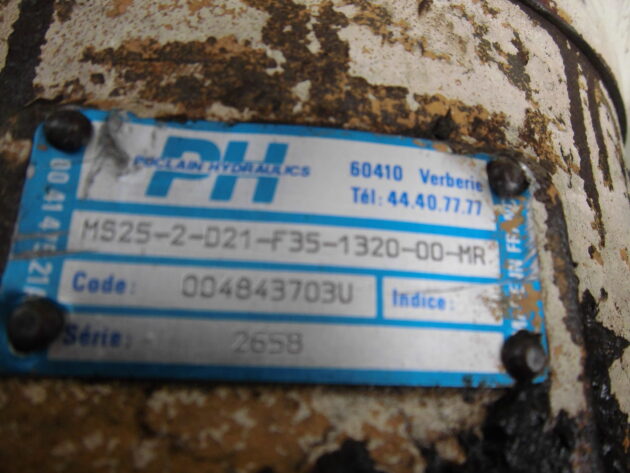 PH
POCLAIN HYDRAULICS
60410 Verberie
Tél: 44.40.77.77
MS25-2-D21-F35-1320-00-MR
Code: 004843703U
Indice:
Série: 2658